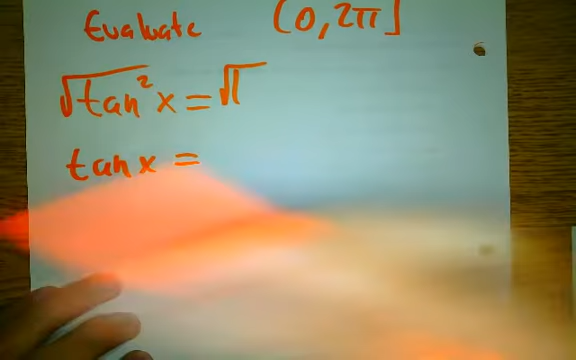 Evaluate (0, 2π]
√tan²x = √1
tan x =